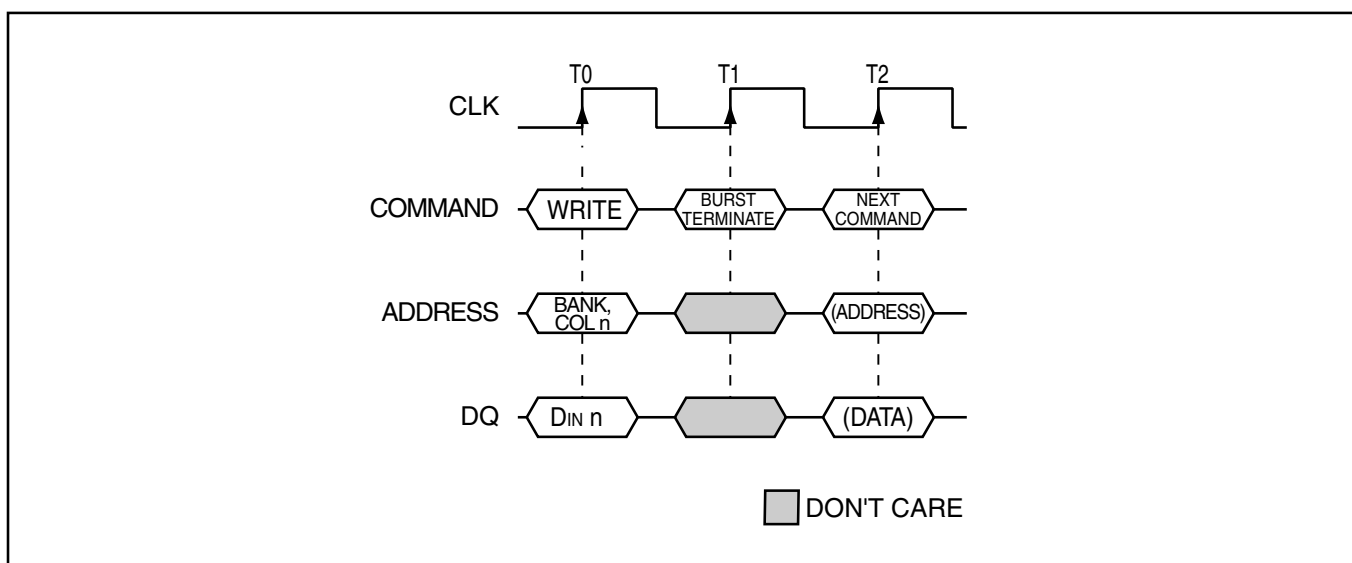 T0 T1 T2
CLK
COMMAND WRITE BURST TERMINATE NEXT COMMAND
ADDRESS BANK, COL n (ADDRESS)
DQ DIN n (DATA)
DON'T CARE